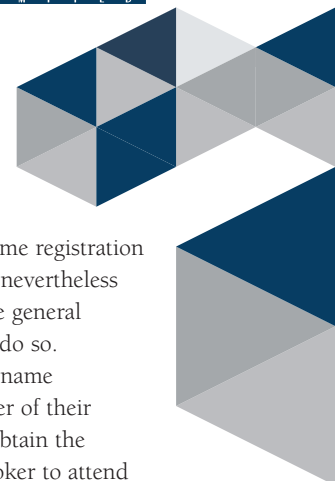 me registration
nevertheless
e general
do so.
name
er of their
btain the
oker to attend